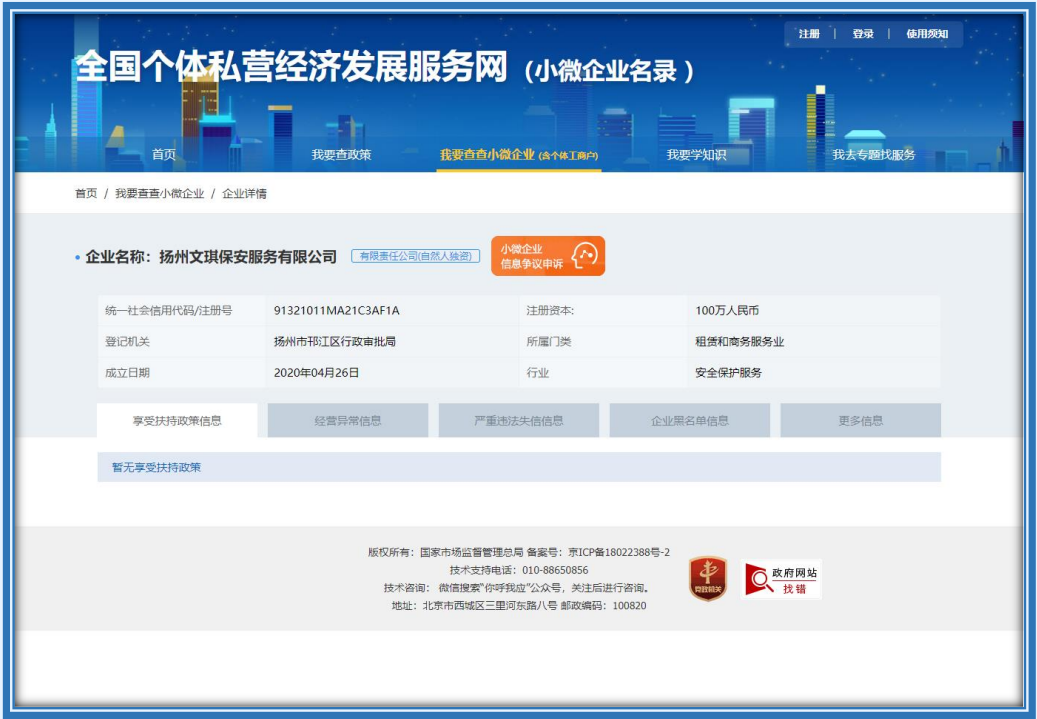 注册 | 登录 | 使用须知
全国个体私营经济发展服务网 (小微企业名录 )
首页 我要查政策 我要查查小微企业 (含个体工商户) 我要学知识 我去专题找服务
首页 / 我要查查小微企业 / 企业详情
• 企业名称：扬州文琪保安服务有限公司 有限责任公司(自然人独资) 小微企业
信息争议申诉
统一社会信用代码/注册号 91321011MA21C3AF1A 注册资本: 100万人民币
登记机关 扬州市邗江区行政审批局 所属门类 租赁和商务服务业
成立日期 2020年04月26日 行业 安全保护服务
享受扶持政策信息 经营异常信息 严重违法失信信息 企业黑名单信息 更多信息
暂无享受扶持政策
版权所有：国家市场监督管理总局 备案号：京ICP备18022388号-2
技术支持电话：010-88650856
技术咨询： 微信搜索“你呼我应”公众号，关注后进行咨询。
地址：北京市西城区三里河东路八号 邮政编码：100820
党政机关
政府网站
找错